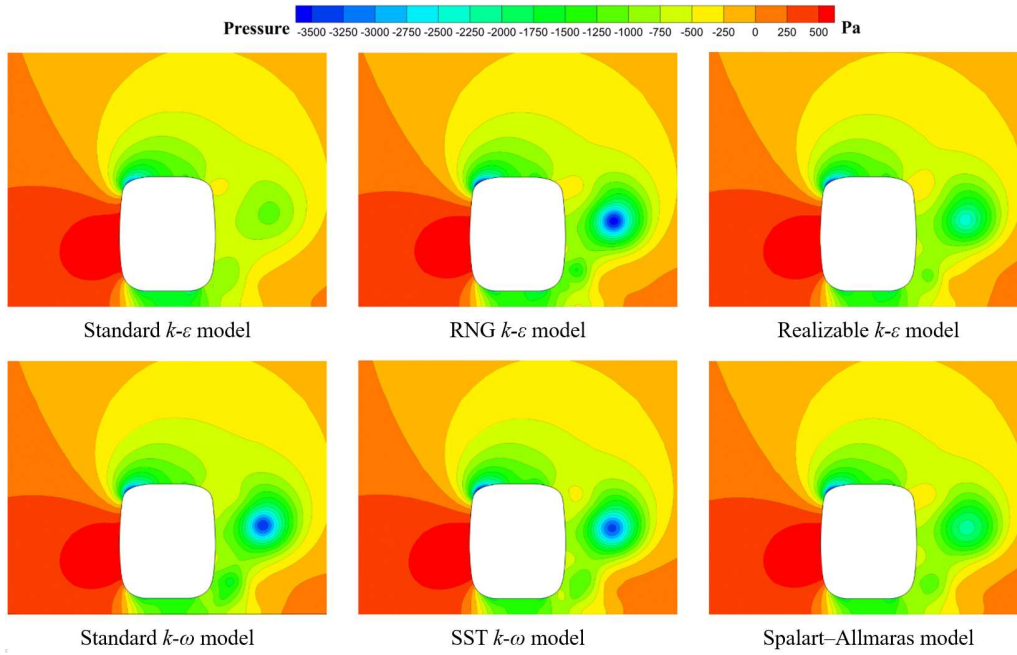 Pressure -3500 -3000 -2750 -2500 -2250 -2000 -1750 -1500 -1250 -1000 -750 -500 -250 0 250 500 Pa
Standard k-ε model
RNG k-ε model
Realizable k-ε model
Standard k-ω model
SST k-ω model
Spalart–Allmaras model